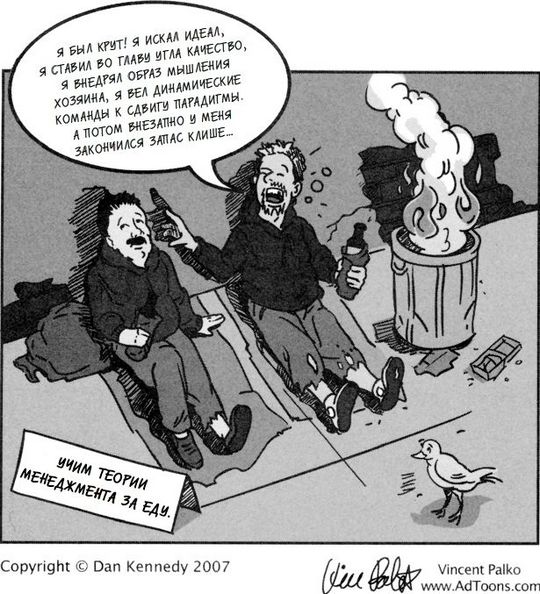 Я БЫЛ КРУТ! Я ИСКАЛ ИДЕАЛ,
Я СТАВИЛ ВО ГЛАВУ УГЛА КАЧЕСТВО,
Я ВНЕДРЯЛ ОБРАЗ МЫШЛЕНИЯ
ХОЗЯИНА, Я ВЕЛ ДИНАМИЧЕСКИЕ
КОМАНДЫ К СДВИГУ ПАРАДИГМЫ.
А ПОТОМ ВНЕЗАПНО У МЕНЯ
ЗАКОНЧИЛСЯ ЗАПАС КЛИШЕ...
УЧИМ ТЕОРИИ
МЕНЕДЖМЕНТА ЗА ЕДУ.
Copyright © Dan Kennedy 2007
Vincent Palko
www.AdToons.com